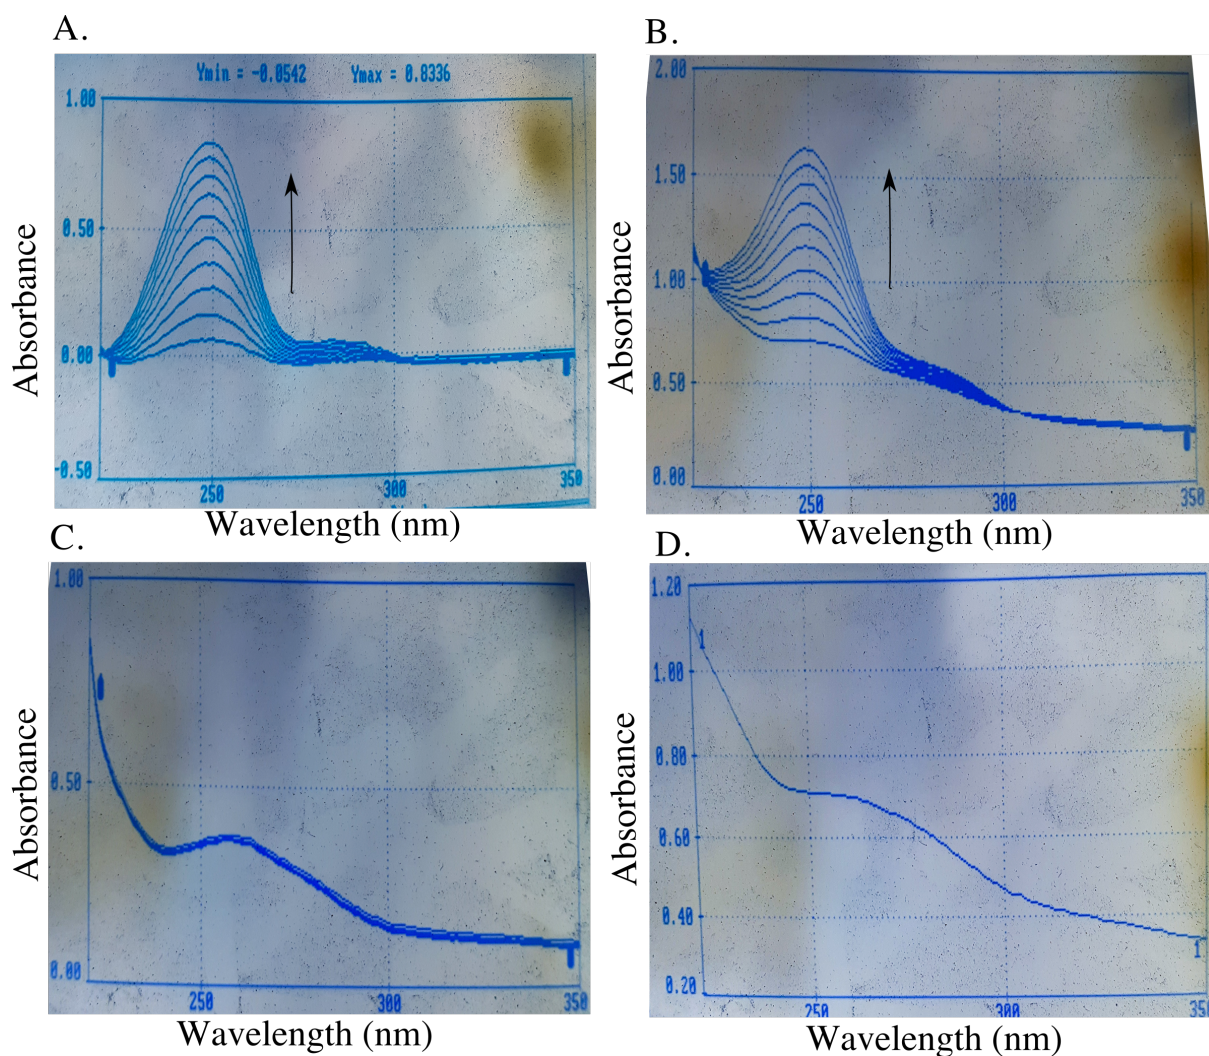 A.
Ymin = -0.0542 Ymax = 0.8336
1.00
0.50
0.00
-0.50
250 300 350
Absorbance
Wavelength (nm)
B.
2.00
1.50
1.00
0.50
0.00
250 300 350
Absorbance
Wavelength (nm)
C.
1.00
0.50
0.00
250 300 350
Absorbance
Wavelength (nm)
D.
1.20
1
1.00
0.80
0.60
0.40
1
0.20
250 300 35
Absorbance
Wavelength (nm)